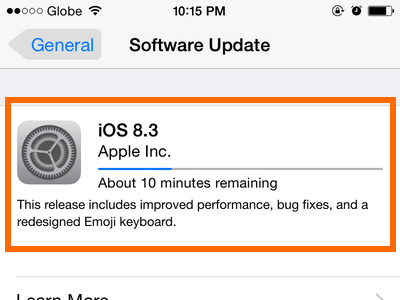 Globe 10:15 PM
General Software Update
iOS 8.3
Apple Inc.
About 10 minutes remaining
This release includes improved performance, bug fixes, and a
redesigned Emoji keyboard.
Learn More